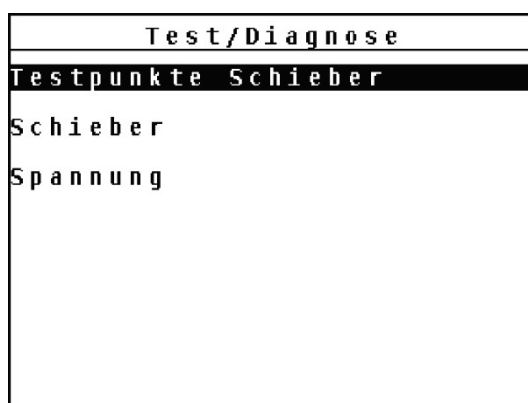 Test/Diagnose
Testpunkte Schieber
Schieber
Spannung